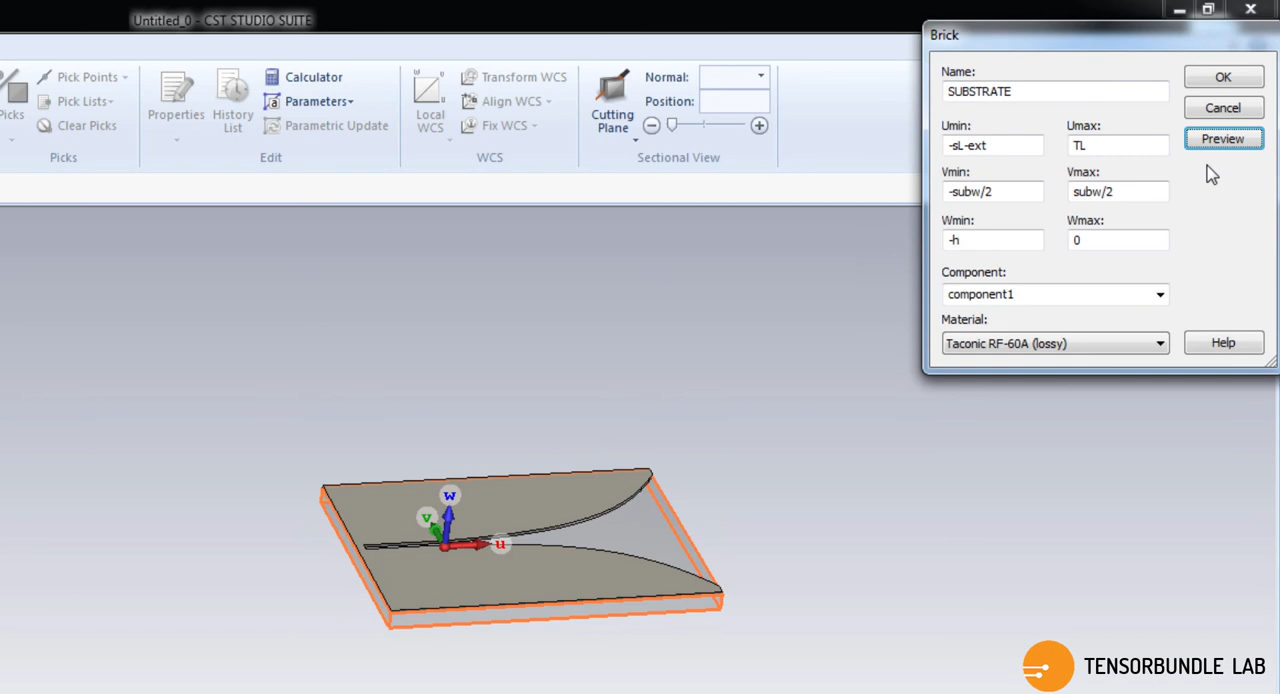 Untitled_0 - CST STUDIO SUITE
Picks
Pick Points
Pick Lists
Clear Picks
Picks
Properties
History List
Calculator
Parameters
Parametric Update
Edit
Local WCS
Transform WCS
Align WCS
Fix WCS
WCS
Cutting Plane
Normal:
Position:
Sectional View
Brick
Name:
SUBSTRATE
OK
Cancel
Preview
Umin:
Umax:
-sL-ext
TL
Vmin:
Vmax:
-subw/2
subw/2
Wmin:
Wmax:
-h
0
Component:
component1
Material:
Taconic RF-60A (lossy)
Help
w
v
u
TENSORBUNDLE LAB